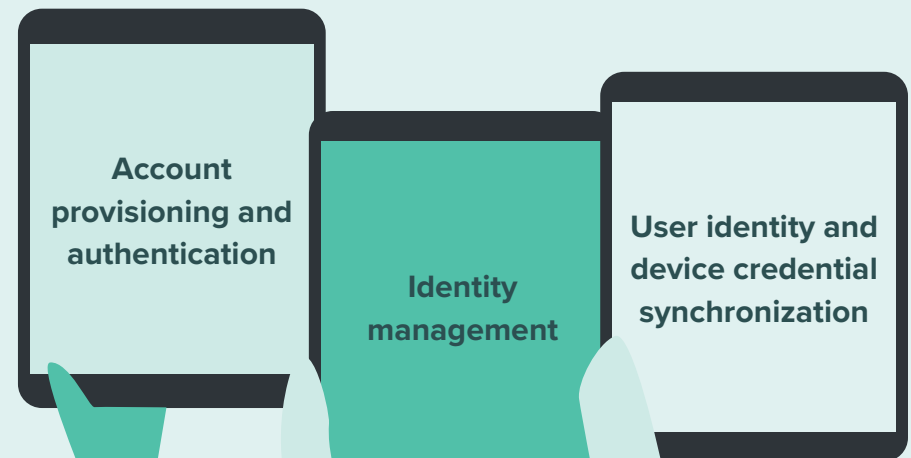 Account
provisioning and
authentication
Identity
management
User identity and
device credential
synchronization